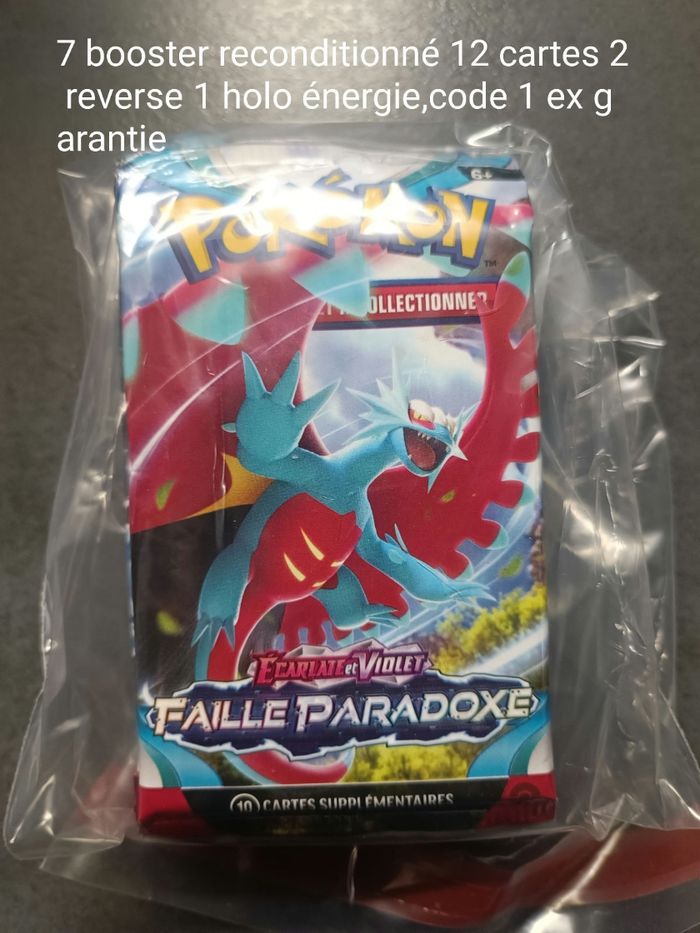 7 booster reconditionné 12 cartes 2
reverse 1 holo énergie,code 1 ex g
arantie
6+
POKÉMON
TM
COLLECTIONNER
ÉCARLATE et VIOLET
FAILLE PARADOXE
10 CARTES SUPPLÉMENTAIRES